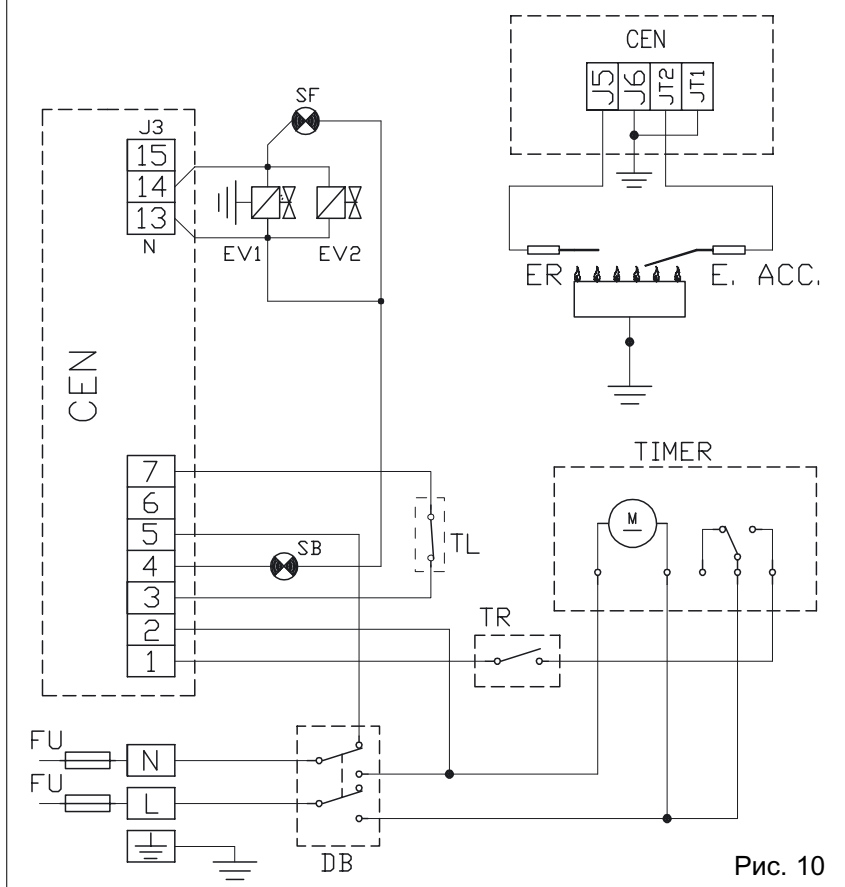 CEN
J5 J6 JT2 JT1
SF
J3
15
14
13
N
EV1 EV2
ER E. ACC.
CEN
TIMER
M
7
6
5
4
3
2
1
TL
SB
TR
FU N
FU L
DB
Рис. 10